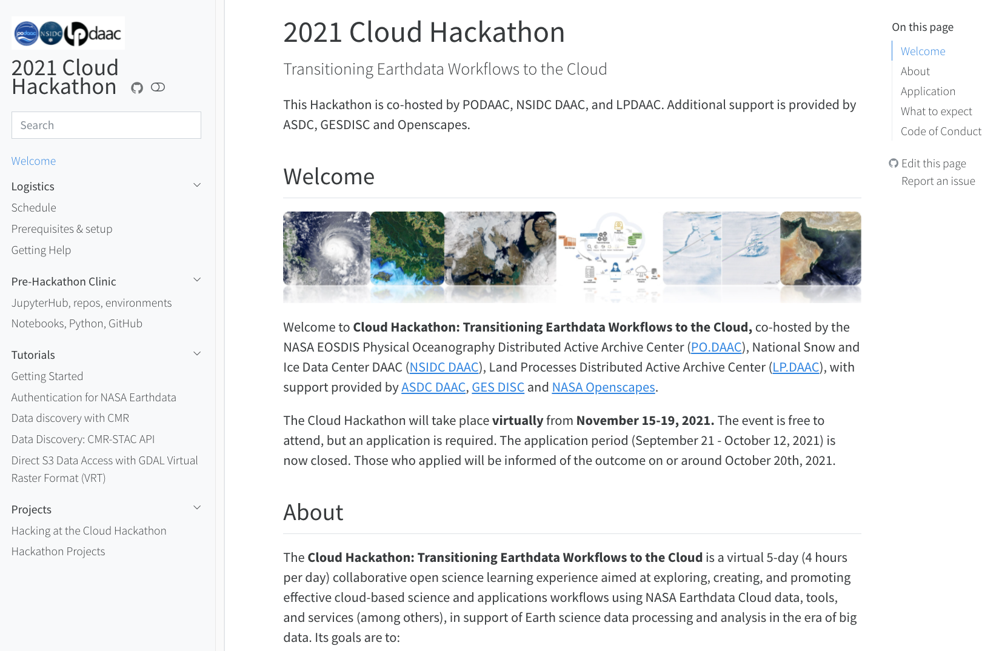 po.daac NSIDC lpdaac
2021 Cloud
Hackathon
Search
Welcome
Logistics
Schedule
Prerequisites & setup
Getting Help
Pre-Hackathon Clinic
JupyterHub, repos, environments
Notebooks, Python, GitHub
Tutorials
Getting Started
Authentication for NASA Earthdata
Data discovery with CMR
Data Discovery: CMR-STAC API
Direct S3 Data Access with GDAL Virtual
Raster Format (VRT)
Projects
Hacking at the Cloud Hackathon
Hackathon Projects
2021 Cloud Hackathon
Transitioning Earthdata Workflows to the Cloud
This Hackathon is co-hosted by PODAAC, NSIDC DAAC, and LPDAAC. Additional support is provided by
ASDC, GESDISC and Openscapes.
Welcome
Welcome to Cloud Hackathon: Transitioning Earthdata Workflows to the Cloud, co-hosted by the
NASA EOSDIS Physical Oceanography Distributed Active Archive Center (PO.DAAC), National Snow and
Ice Data Center DAAC (NSIDC DAAC), Land Processes Distributed Active Archive Center (LP.DAAC), with
support provided by ASDC DAAC, GES DISC and NASA Openscapes.
The Cloud Hackathon will take place virtually from November 15-19, 2021. The event is free to
attend, but an application is required. The application period (September 21 - October 12, 2021) is
now closed. Those who applied will be informed of the outcome on or around October 20th, 2021.
About
The Cloud Hackathon: Transitioning Earthdata Workflows to the Cloud is a virtual 5-day (4 hours
per day) collaborative open science learning experience aimed at exploring, creating, and promoting
effective cloud-based science and applications workflows using NASA Earthdata Cloud data, tools,
and services (among others), in support of Earth science data processing and analysis in the era of big
data. Its goals are to:
On this page
Welcome
About
Application
What to expect
Code of Conduct
Edit this page
Report an issue